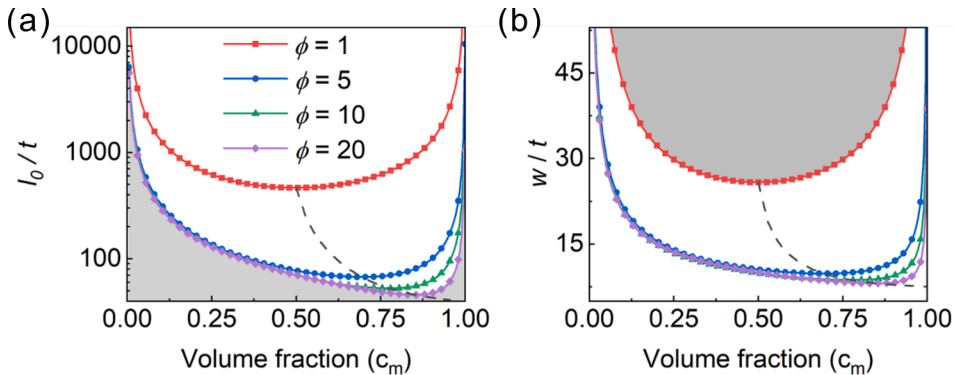 (a)
10000
1000
100
l0 / t
ϕ = 1
ϕ = 5
ϕ = 10
ϕ = 20
0.00 0.25 0.50 0.75 1.00
Volume fraction (cm)
(b)
45
30
15
w / t
0.00 0.25 0.50 0.75 1.00
Volume fraction (cm)